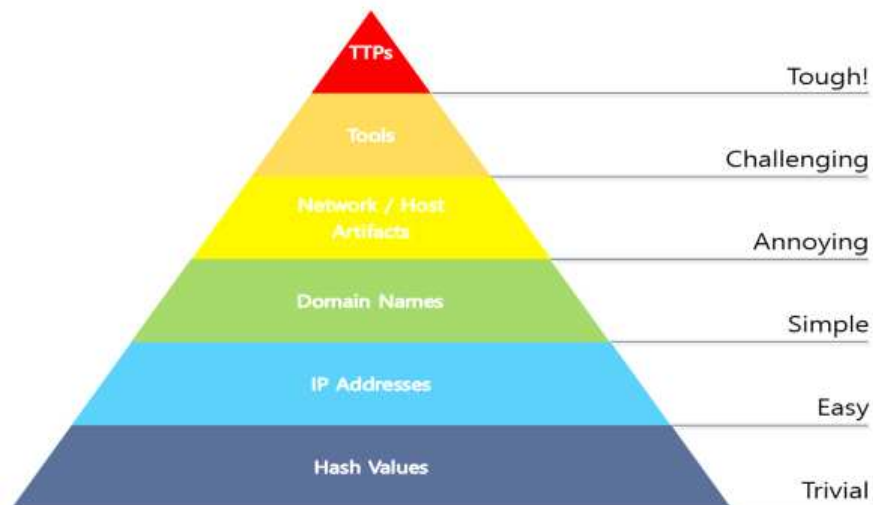 TTPs
Tough!
Tools
Challenging
Network / Host
Artifacts
Annoying
Domain Names
Simple
IP Addresses
Easy
Hash Values
Trivial